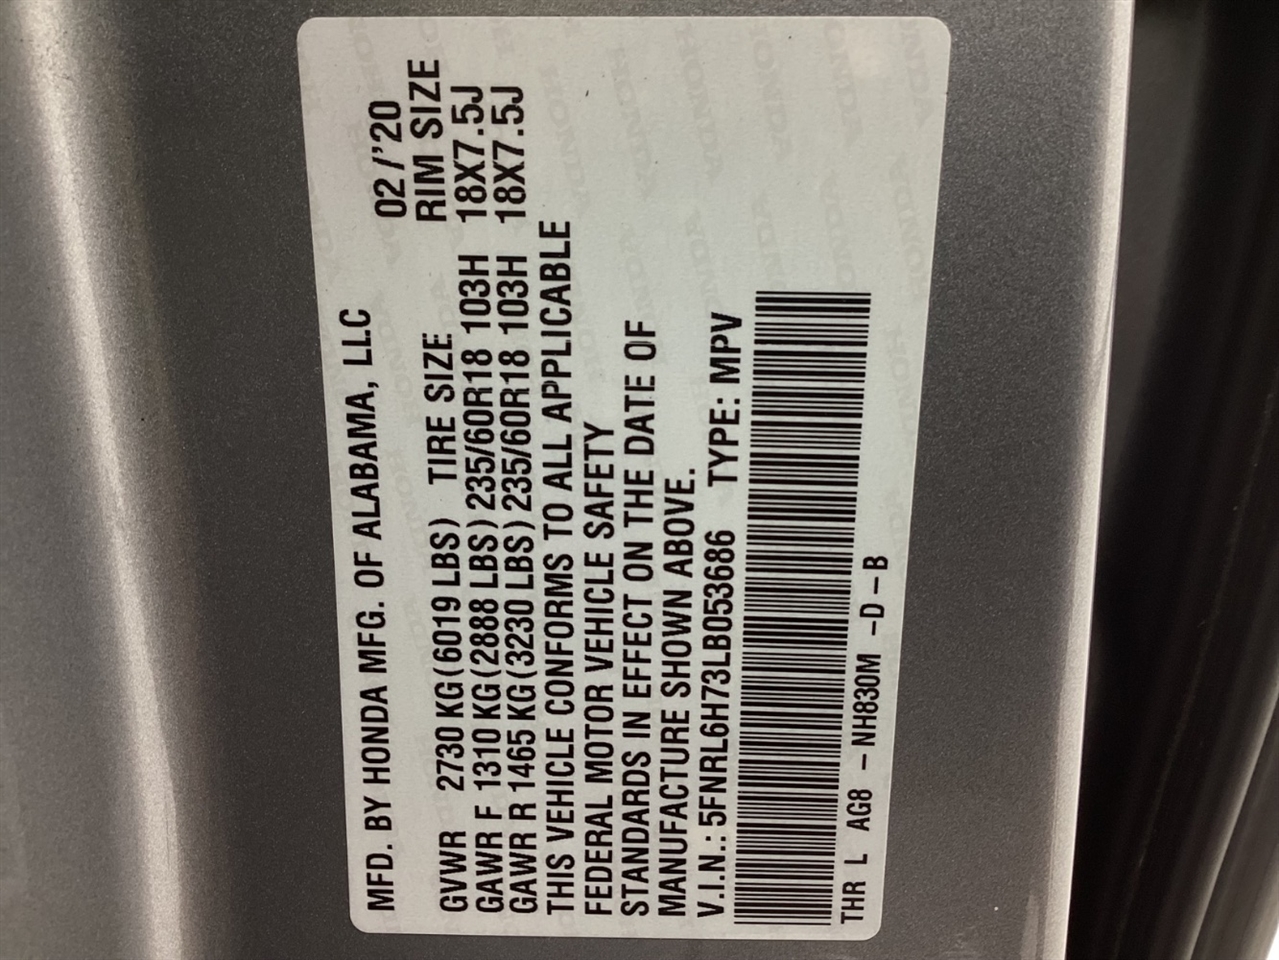 MFD. BY HONDA MFG. OF ALABAMA, LLC 02/'20
GVWR 2730 KG(6019 LBS) TIRE SIZE RIM SIZE
GAWR F 1310 KG(2888 LBS) 235/60R18 103H 18X7.5J
GAWR R 1465 KG(3230 LBS) 235/60R18 103H 18X7.5J
THIS VEHICLE CONFORMS TO ALL APPLICABLE
FEDERAL MOTOR VEHICLE SAFETY
STANDARDS IN EFFECT ON THE DATE OF
MANUFACTURE SHOWN ABOVE.
V.I.N.: 5FNRL6H73LB053686 TYPE: MPV
THR L AG8 - NH830M -D-B